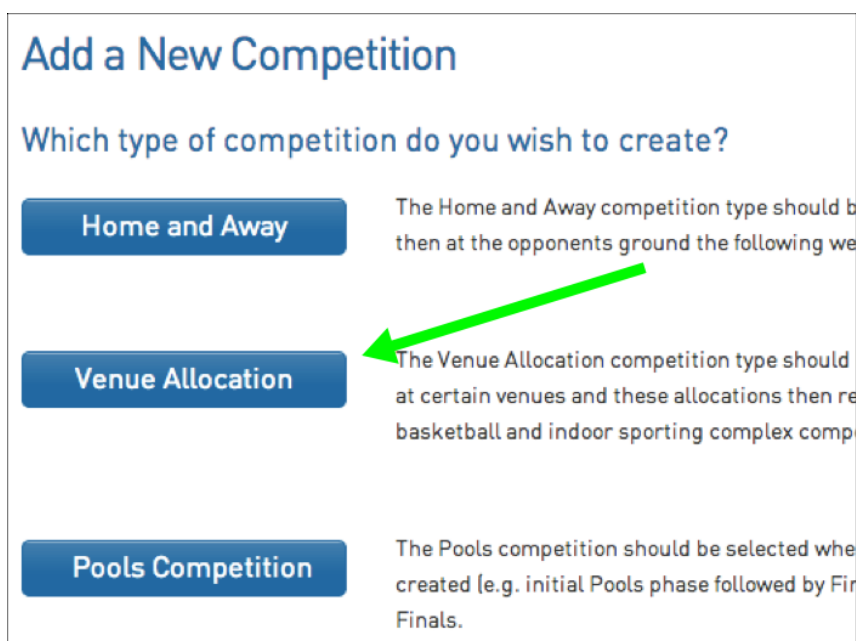 Add a New Competition
Which type of competition do you wish to create?
Home and Away
The Home and Away competition type should b
then at the opponents ground the following we
Venue Allocation
The Venue Allocation competition type should
at certain venues and these allocations then re
basketball and indoor sporting complex comp
Pools Competition
The Pools competition should be selected whe
created (e.g. initial Pools phase followed by Fin
Finals.